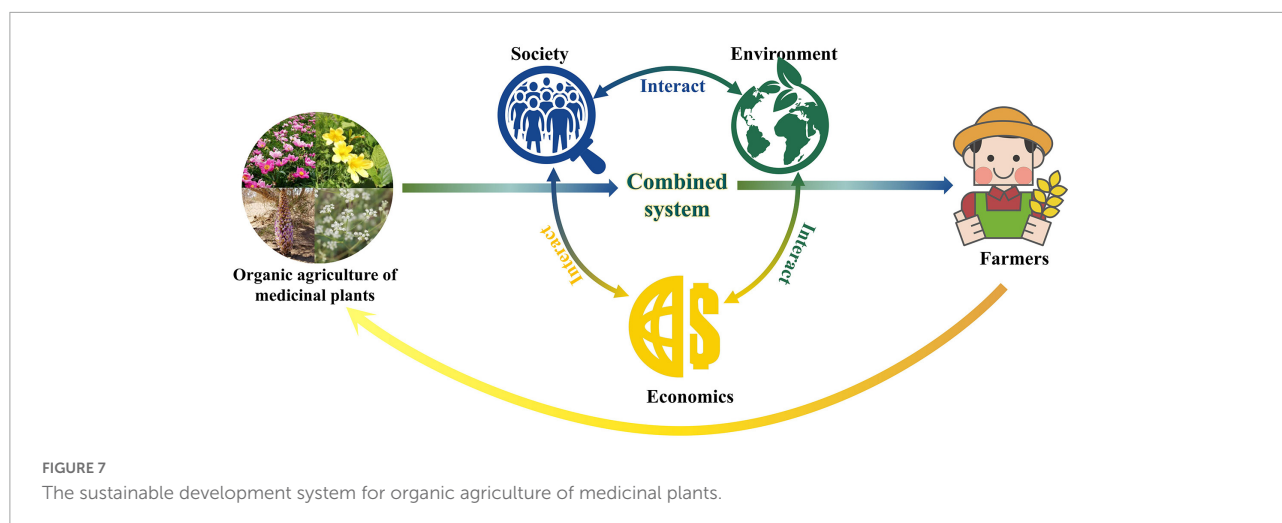 Society
Environment
Interact
Combined
system
Interact
Interact
Organic agriculture of
medicinal plants
Farmers
Economics
FIGURE 7
The sustainable development system for organic agriculture of medicinal plants.